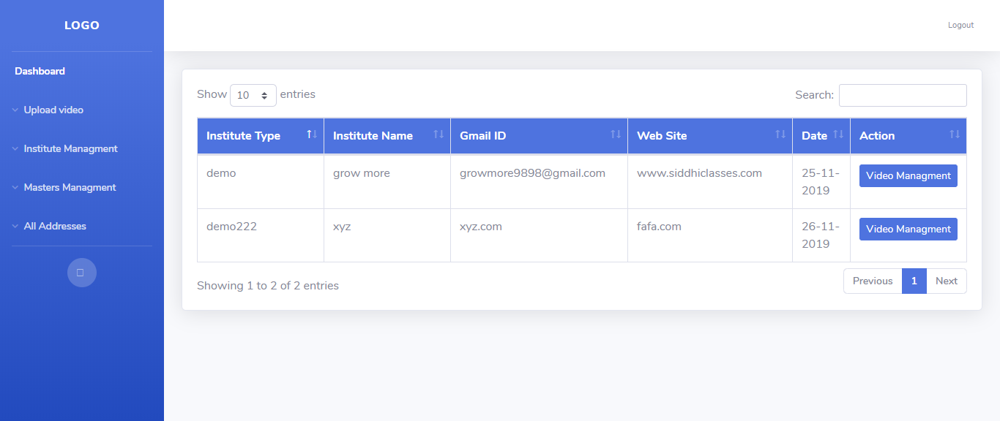 LOGO
Logout
Dashboard
Upload video
Institute Managment
Masters Managment
All Addresses
Show 10 entries
Search:
Institute Type Institute Name Gmail ID Web Site Date Action
demo grow more growmore9898@gmail.com www.siddhiclasses.com 25-11- Video Managment
2019
demo222 xyz xyz.com fafa.com 26-11- Video Managment
2019
Showing 1 to 2 of 2 entries
Previous 1 Next